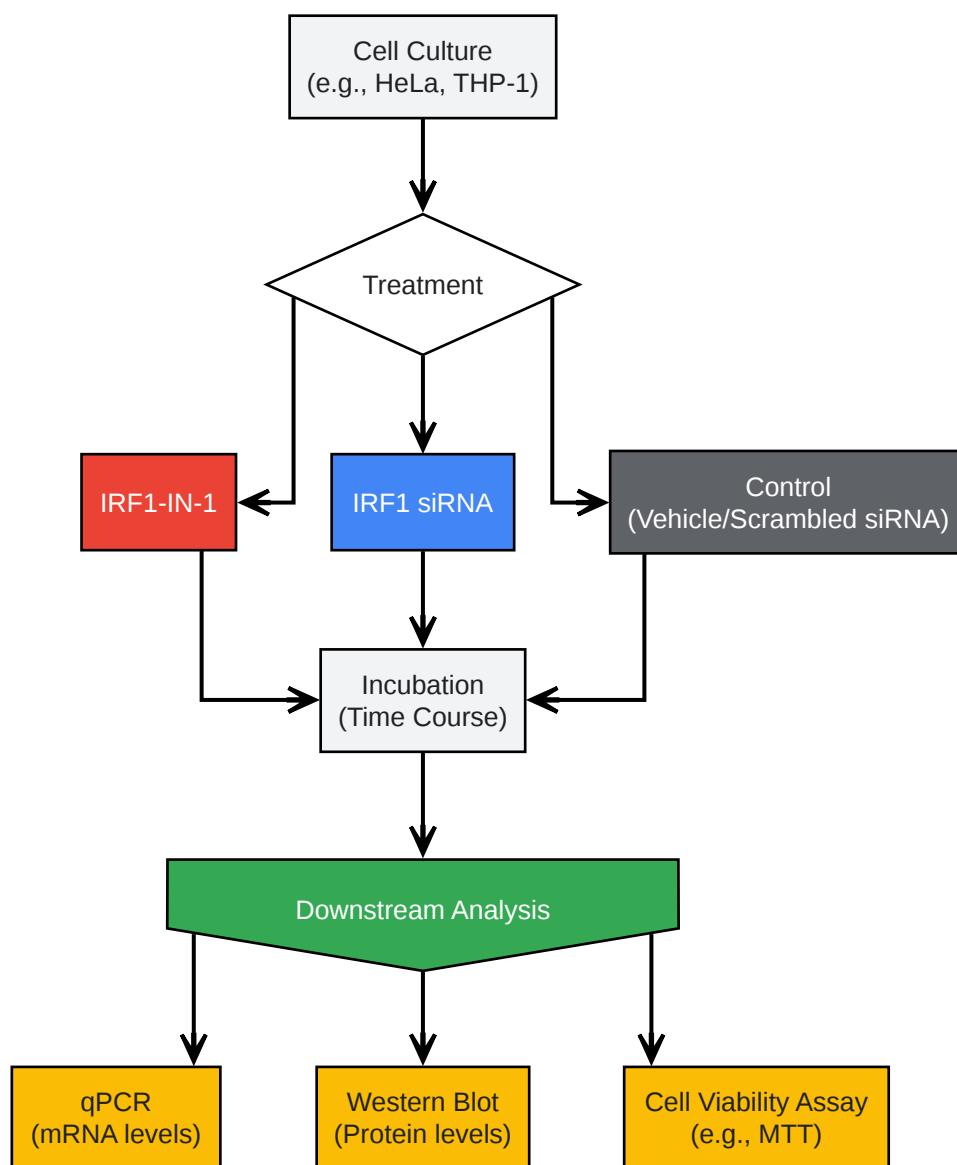 Cell Culture
(e.g., HeLa, THP-1)
Treatment
IRF1-IN-1
IRF1 siRNA
Control
(Vehicle/Scrambled siRNA)
Incubation
(Time Course)
Downstream Analysis
qPCR
(mRNA levels)
Western Blot
(Protein levels)
Cell Viability Assay
(e.g., MTT)